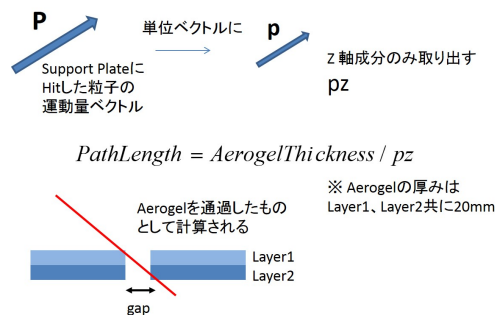 P
単位ベクトルに
p
Support Plateに
Hitした粒子の
運動量ベクトル
Z 軸成分のみ取り出す
pz
PathLength = AerogelThickness / pz
※ Aerogelの厚みは
Layer1、Layer2共に20mm
Aerogelを通過したもの
として計算される
Layer1
Layer2
gap